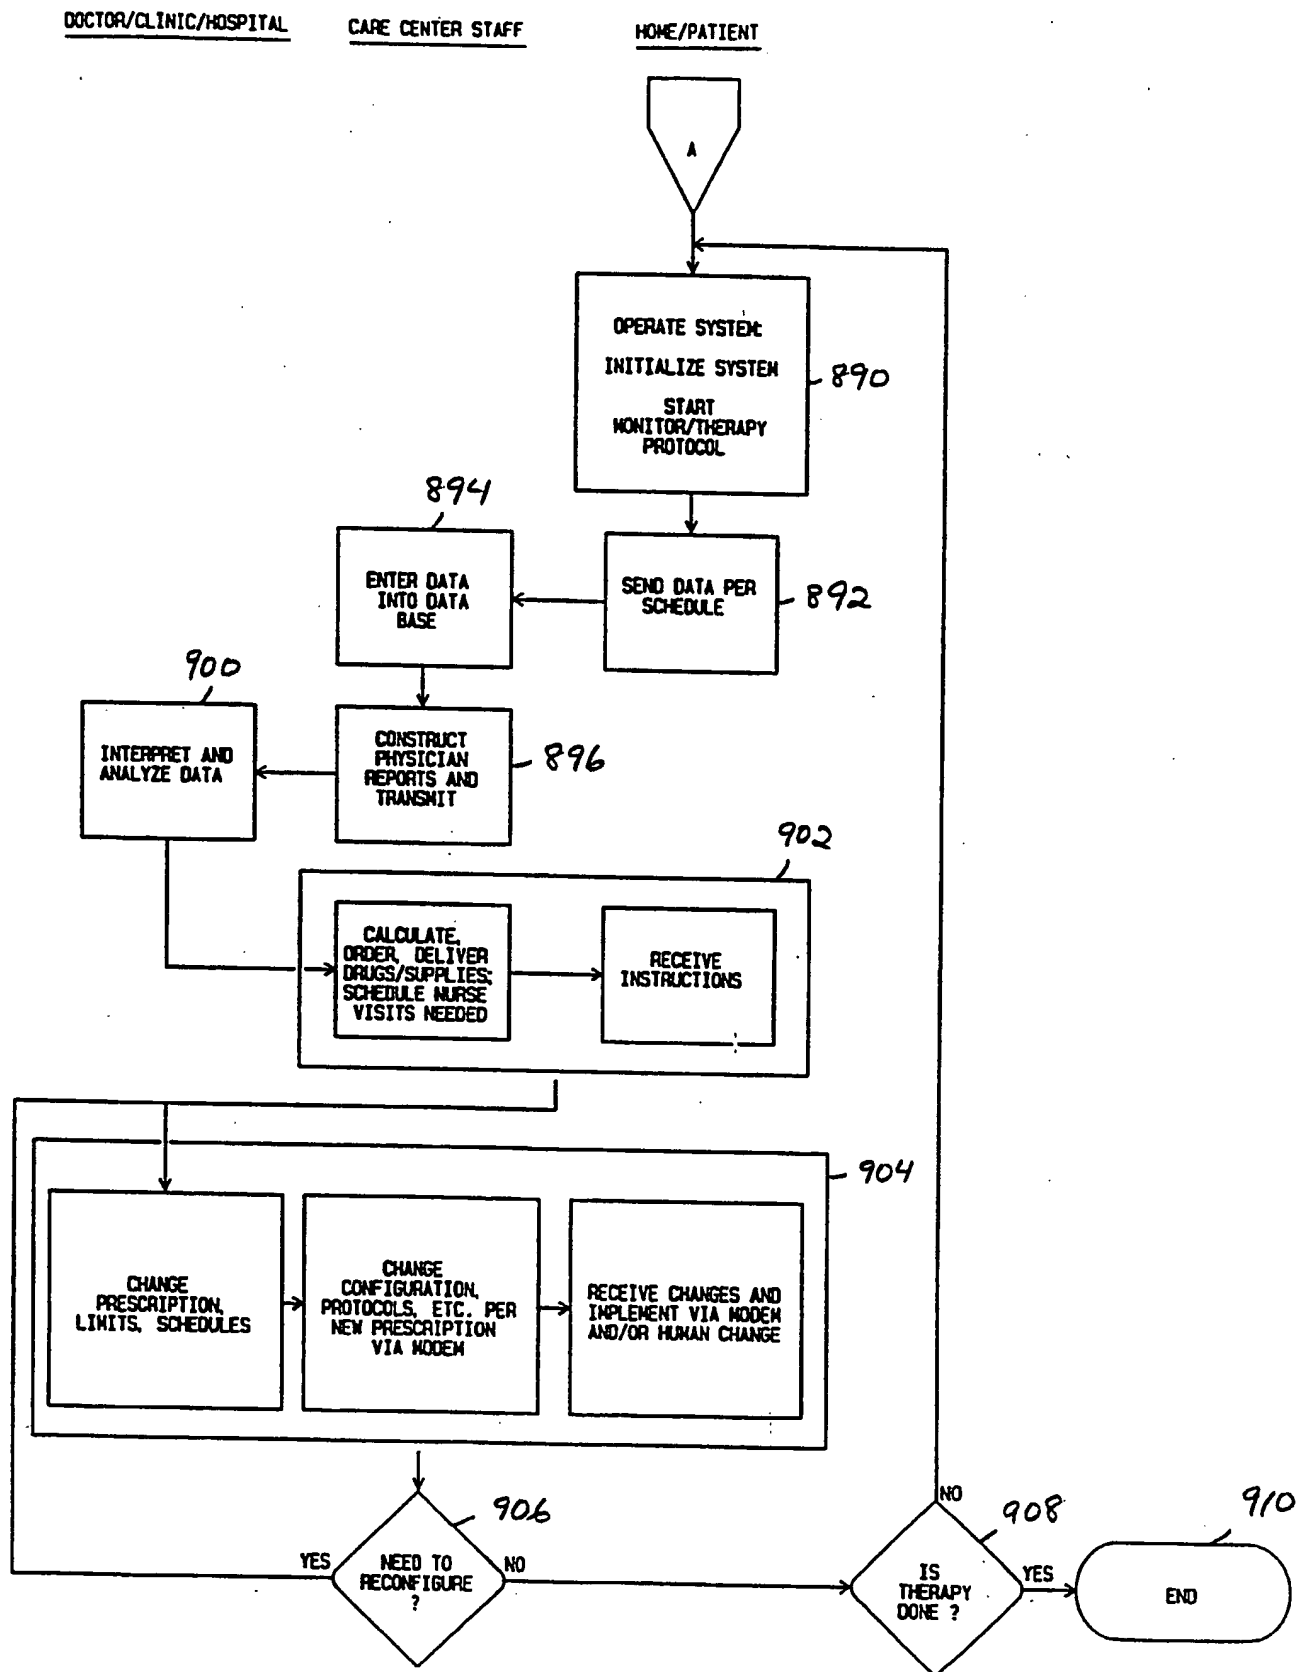 DOCTOR/CLINIC/HOSPITAL
CARE CENTER STAFF
HOME/PATIENT
A
OPERATE SYSTEM:
INITIALIZE SYSTEM
START
MONITOR/THERAPY
PROTOCOL
890
SEND DATA PER
SCHEDULE
892
894
ENTER DATA
INTO DATA
BASE
CONSTRUCT
PHYSICIAN
REPORTS AND
TRANSMIT
896
900
INTERPRET AND
ANALYZE DATA
902
CALCULATE,
ORDER, DELIVER
DRUGS/SUPPLIES;
SCHEDULE NURSE
VISITS NEEDED
RECEIVE
INSTRUCTIONS
904
CHANGE
PRESCRIPTION,
LIMITS, SCHEDULES
CHANGE
CONFIGURATION,
PROTOCOLS, ETC. PER
NEW PRESCRIPTION
VIA MODEM
RECEIVE CHANGES AND
IMPLEMENT VIA MODEM
AND/OR HUMAN CHANGE
906
YES
NEED TO
RECONFIGURE
?
NO
NO
908
IS
THERAPY
DONE ?
YES
910
END